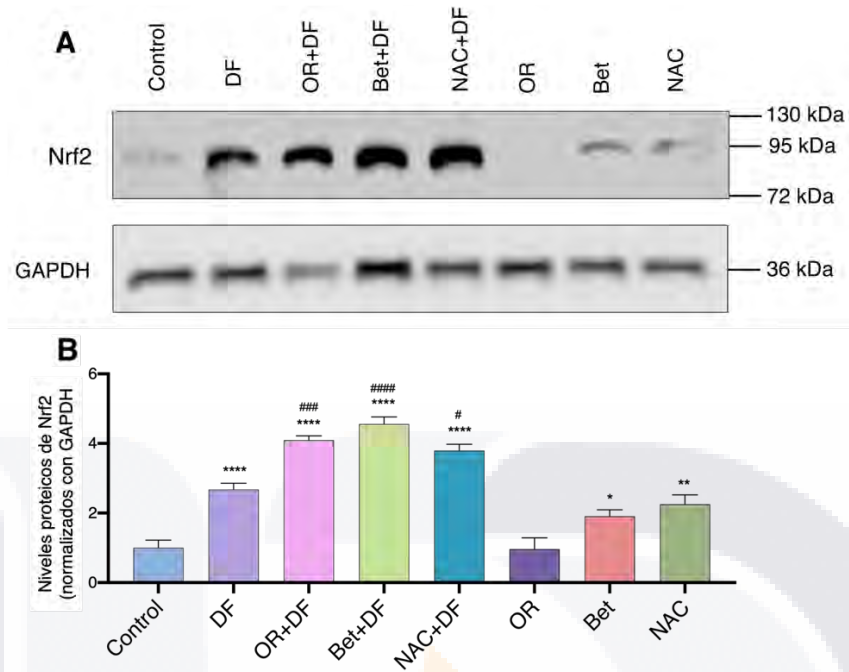 A
Control
DF
OR+DF
Bet+DF
NAC+DF
OR
Bet
NAC
Nrf2
130 kDa
95 kDa
72 kDa
GAPDH
36 kDa
B
Niveles proteicos de Nrf2
(normalizados con GAPDH
6
4
2
0
****
###
****
####
****
#
****
*
**
Control
DF
OR+DF
Bet+DF
NAC+DF
OR
Bet
NAC